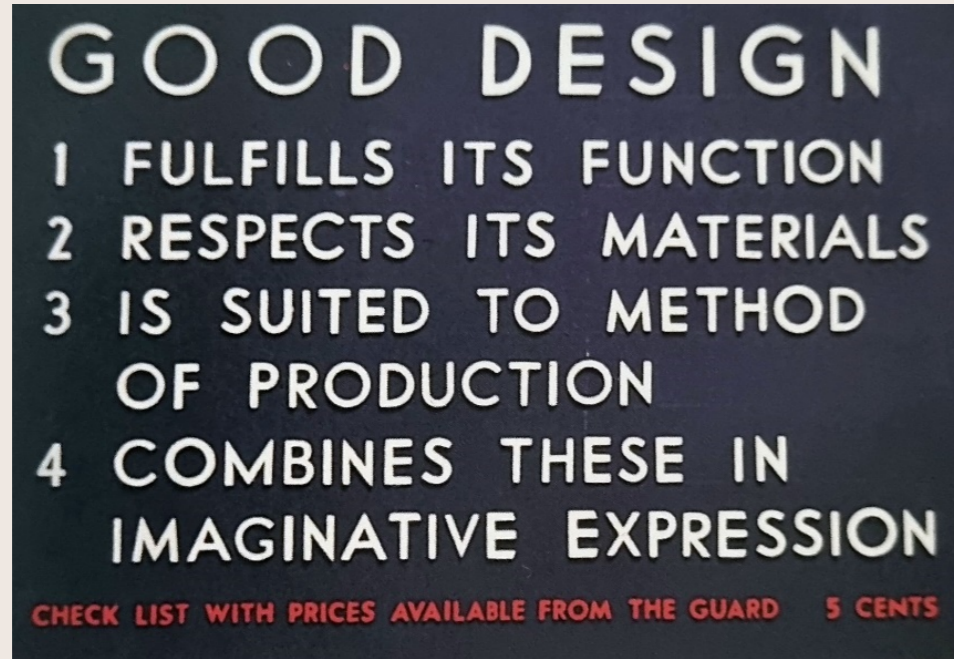 GOOD DESIGN
1 FULFILLS ITS FUNCTION
2 RESPECTS ITS MATERIALS
3 IS SUITED TO METHOD
OF PRODUCTION
4 COMBINES THESE IN
IMAGINATIVE EXPRESSION
CHECK LIST WITH PRICES AVAILABLE FROM THE GUARD 5 CENTS